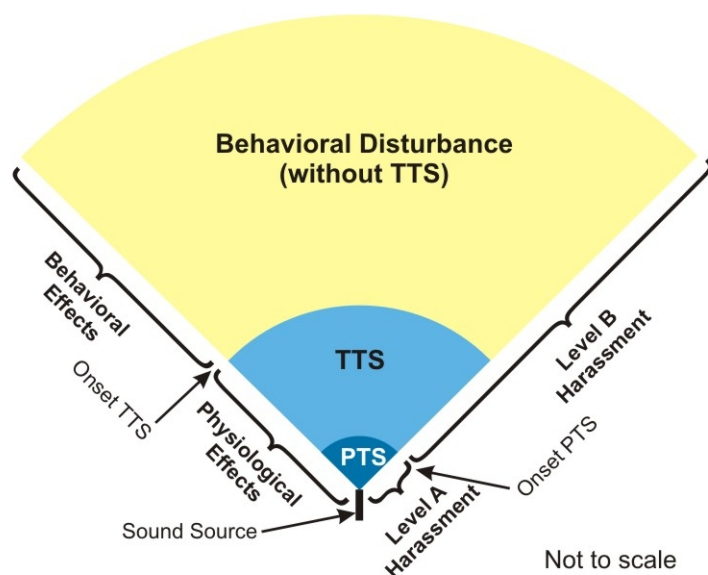 Behavioral Disturbance
(without TTS)
Behavioral
Effects
Level B
Harassment
TTS
Onset TTS
Physiological
Effects
PTS
Onset PTS
Level A
Harassment
Sound Source
Not to scale